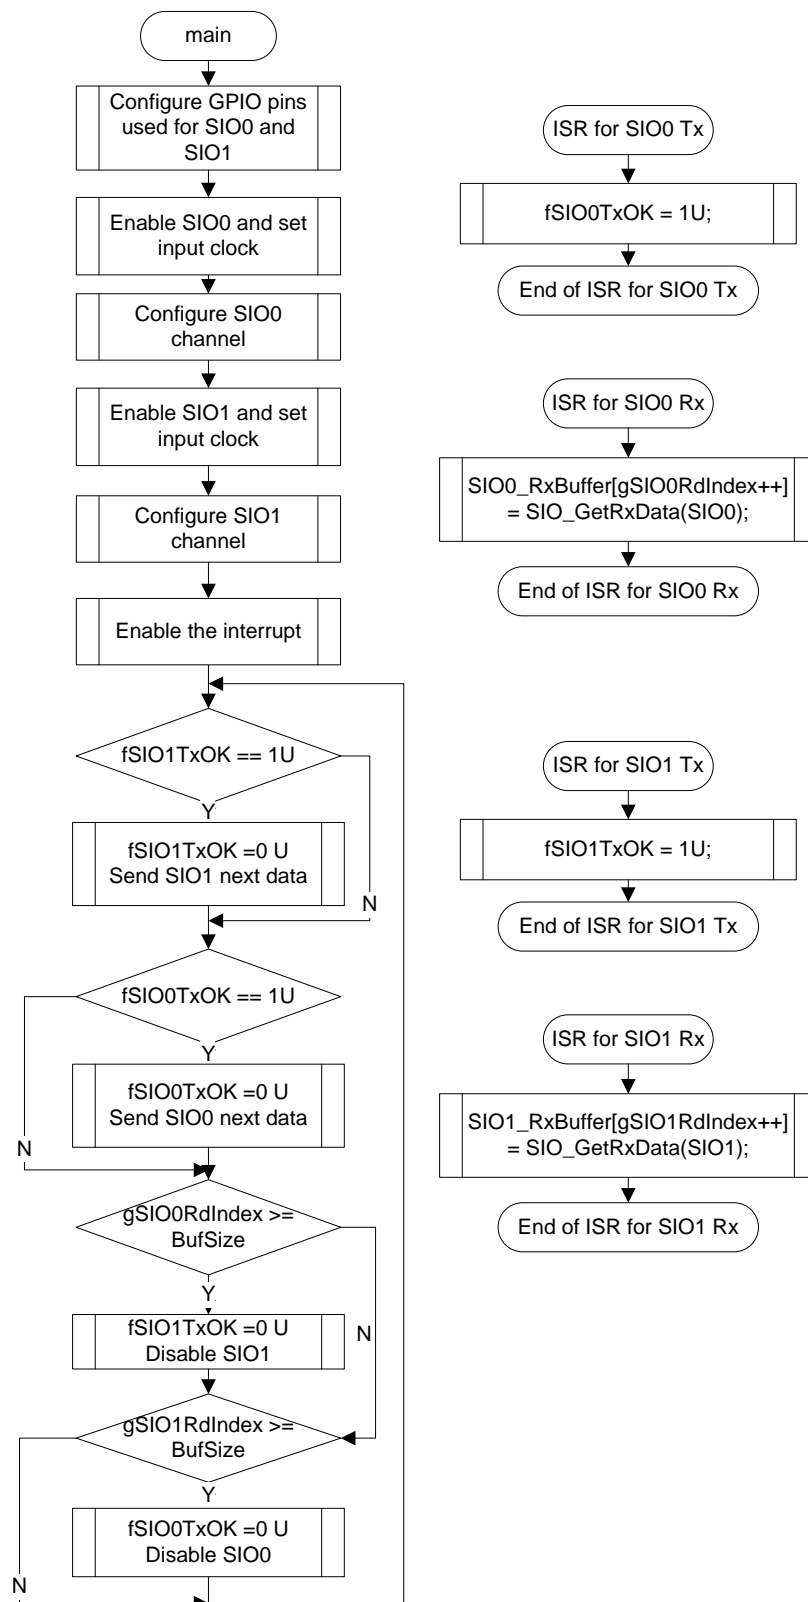 main
Configure GPIO pins
used for SIO0 and
SIO1
Enable SIO0 and set
input clock
Configure SIO0
channel
Enable SIO1 and set
input clock
Configure SIO1
channel
Enable the interrupt
fSIO1TxOK == 1U
Y
fSIO1TxOK =0 U
Send SIO1 next data
N
fSIO0TxOK == 1U
Y
fSIO0TxOK =0 U
Send SIO0 next data
N
gSIO0RdIndex >=
BufSize
Y
fSIO1TxOK =0 U
Disable SIO1
N
gSIO1RdIndex >=
BufSize
Y
fSIO0TxOK =0 U
Disable SIO0
N
ISR for SIO0 Tx
fSIO0TxOK = 1U;
End of ISR for SIO0 Tx
ISR for SIO0 Rx
SIO0_RxBuffer[gSIO0RdIndex++]
= SIO_GetRxData(SIO0);
End of ISR for SIO0 Rx
ISR for SIO1 Tx
fSIO1TxOK = 1U;
End of ISR for SIO1 Tx
ISR for SIO1 Rx
SIO1_RxBuffer[gSIO1RdIndex++]
= SIO_GetRxData(SIO1);
End of ISR for SIO1 Rx